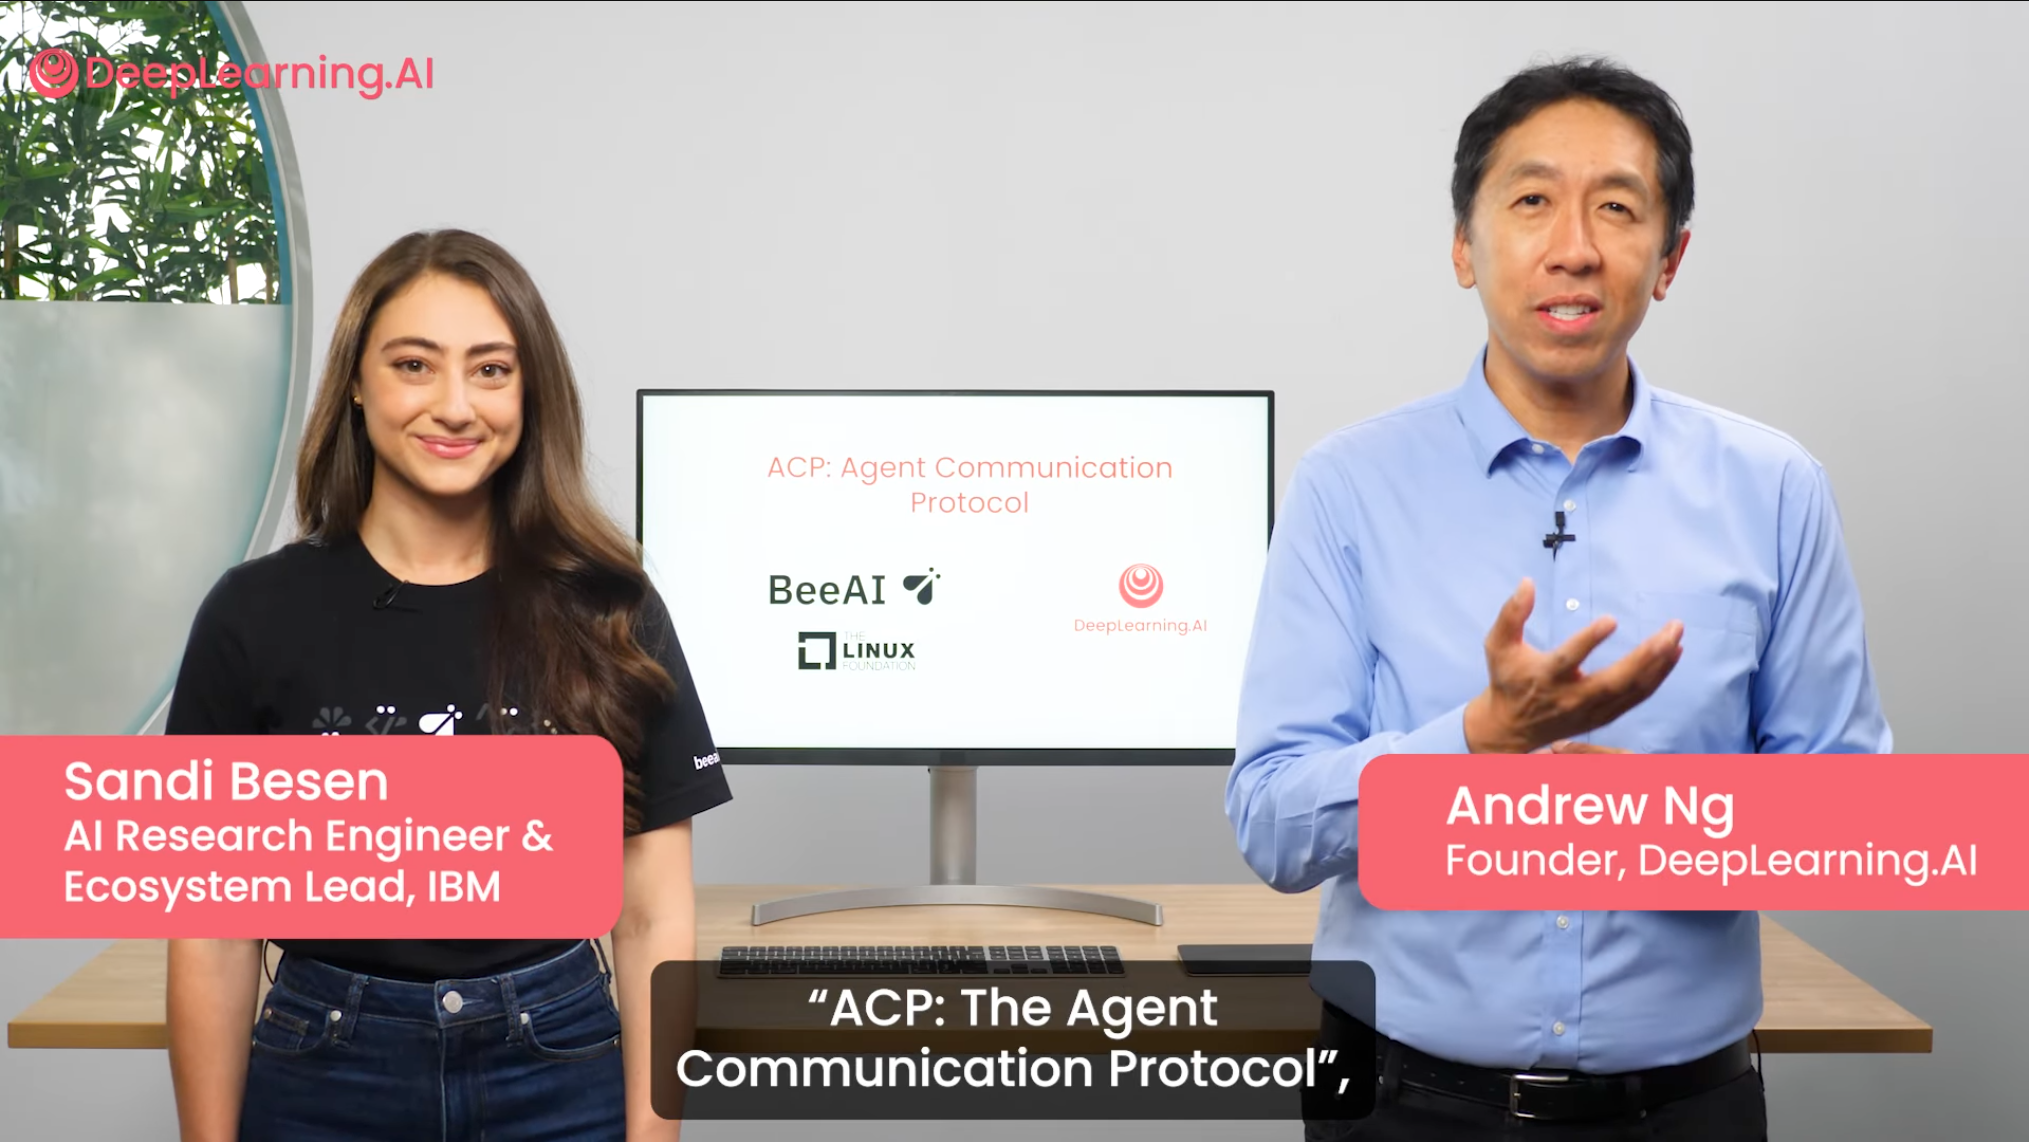 DeepLearning.AI
ACP: Agent Communication
Protocol
BeeAI
THE
LINUX
FOUNDATION
DeepLearning.AI
Sandi Besen
AI Research Engineer &
Ecosystem Lead, IBM
Andrew Ng
Founder, DeepLearning.AI
“ACP: The Agent
Communication Protocol”,